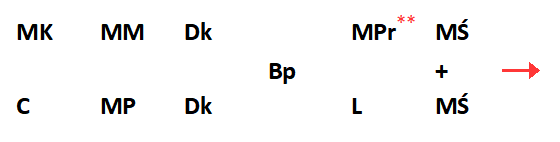 MK MM Dk MPr** MŚ
Bp +
C MP Dk L MŚ